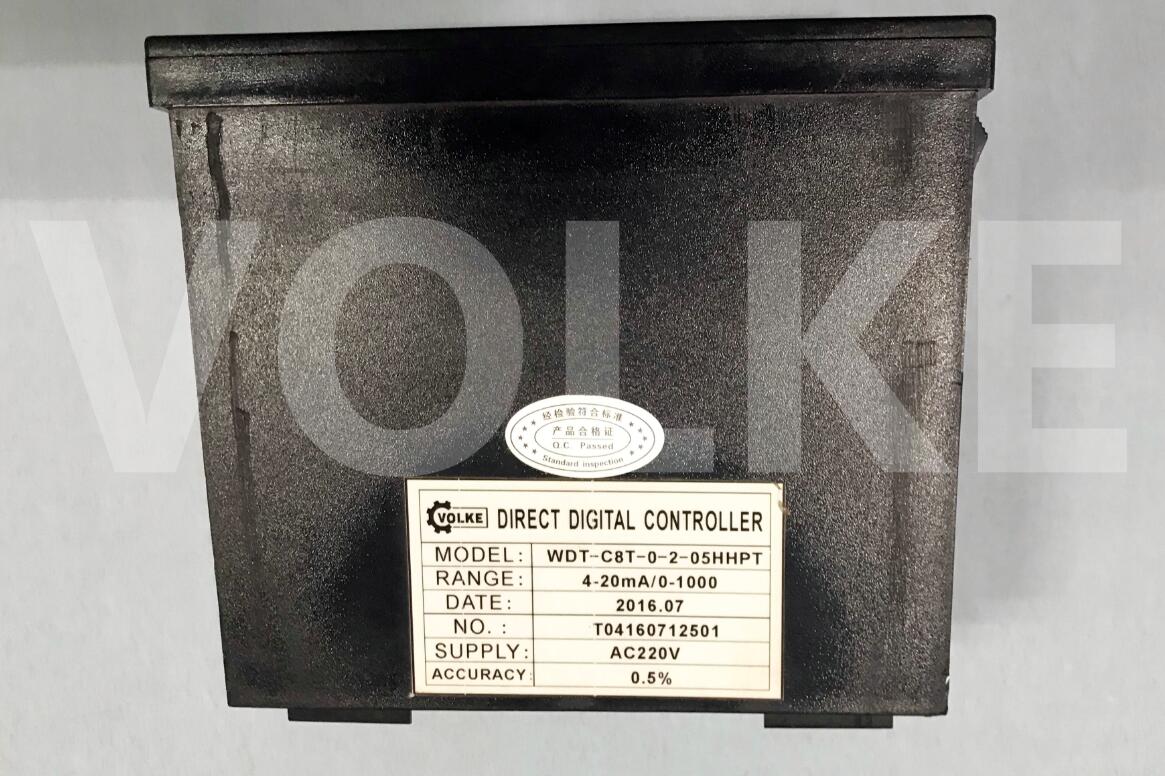 VOLKE
经检验符合标准
产品合格证
Q.C. Passed
Standard inspection
VOLKE DIRECT DIGITAL CONTROLLER
MODEL: WDT-C8T-0-2-05HHPT
RANGE: 4-20mA/0-1000
DATE: 2016.07
NO. : T04160712501
SUPPLY: AC220V
ACCURACY: 0.5%